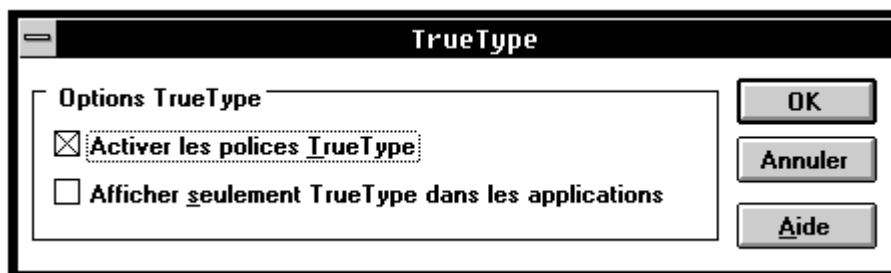 TrueType
Options TrueType
Activer les polices TrueType
Afficher seulement TrueType dans les applications
OK
Annuler
Aide